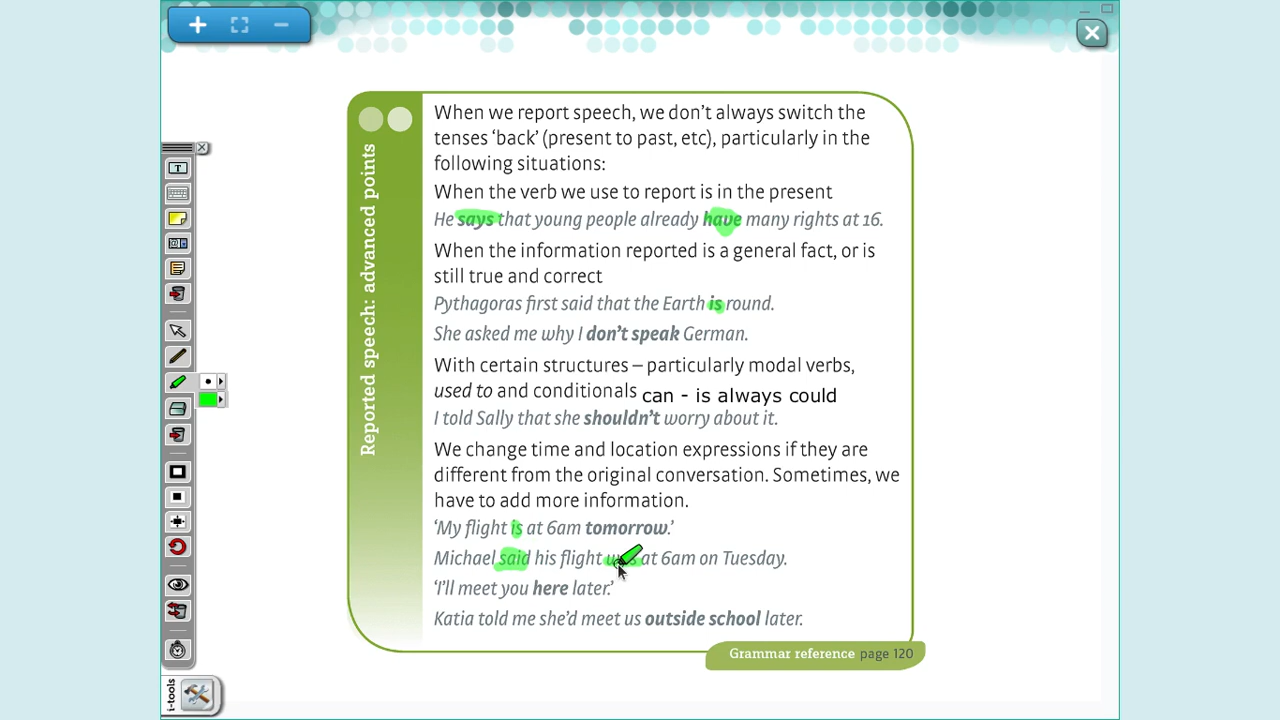 Reported speech: advanced points
When we report speech, we don't always switch the
tenses 'back' (present to past, etc), particularly in the
following situations:
When the verb we use to report is in the present
He says that young people already have many rights at 16.
When the information reported is a general fact, or is
still true and correct
Pythagoras first said that the Earth is round.
She asked me why I don't speak German.
With certain structures – particularly modal verbs,
used to and conditionals can - is always could
I told Sally that she shouldn't worry about it.
We change time and location expressions if they are
different from the original conversation. Sometimes, we
have to add more information.
'My flight is at 6am tomorrow.'
Michael said his flight was at 6am on Tuesday.
'I'll meet you here later.'
Katia told me she'd meet us outside school later.
Grammar reference page 120
i-tools